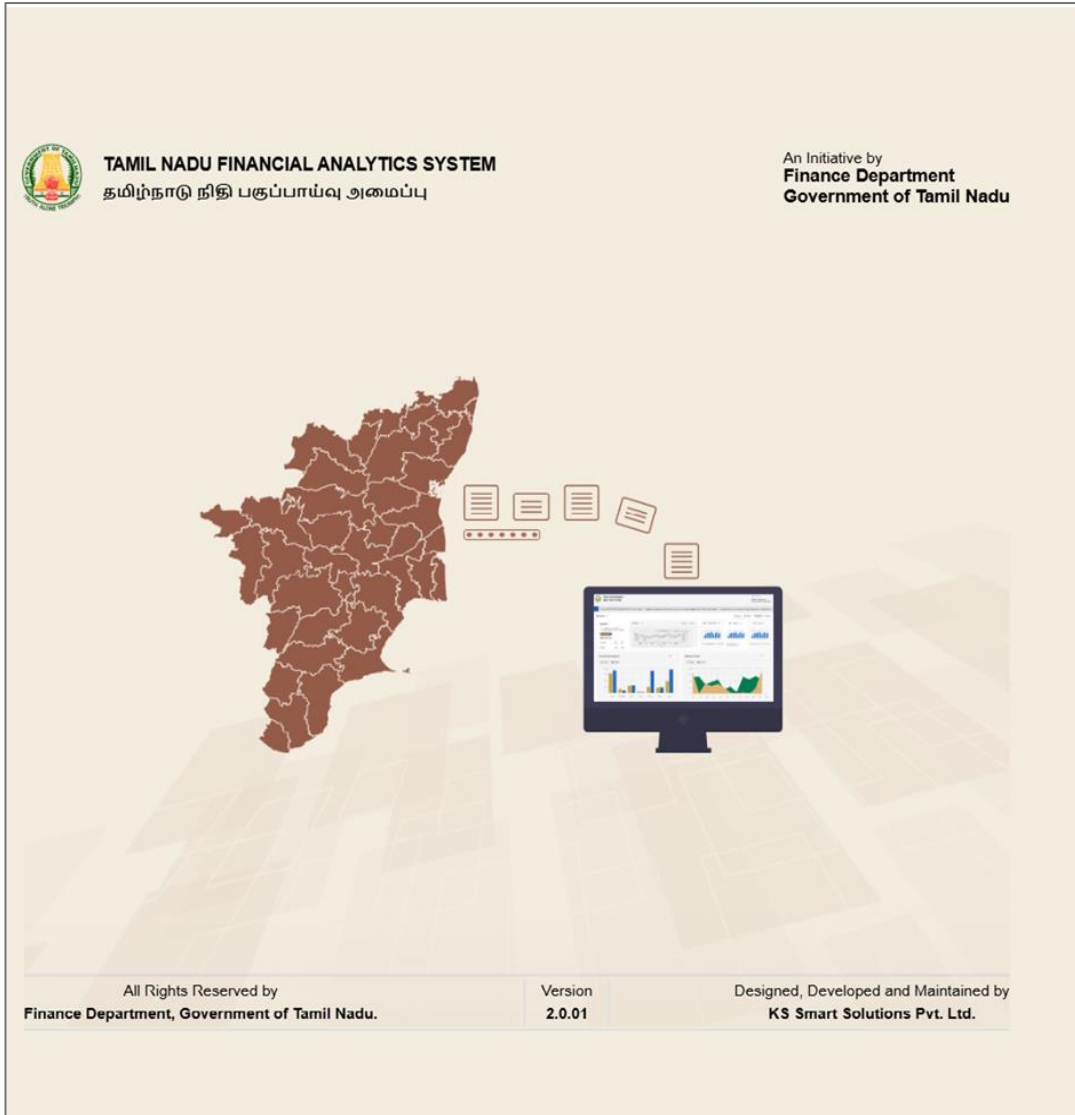 TAMIL NADU FINANCIAL ANALYTICS SYSTEM
தமிழ்நாடு நிதி பகுப்பாய்வு அமைப்பு
An Initiative by
Finance Department
Government of Tamil Nadu
All Rights Reserved by
Finance Department, Government of Tamil Nadu.
Version
2.0.01
Designed, Developed and Maintained by
KS Smart Solutions Pvt. Ltd.